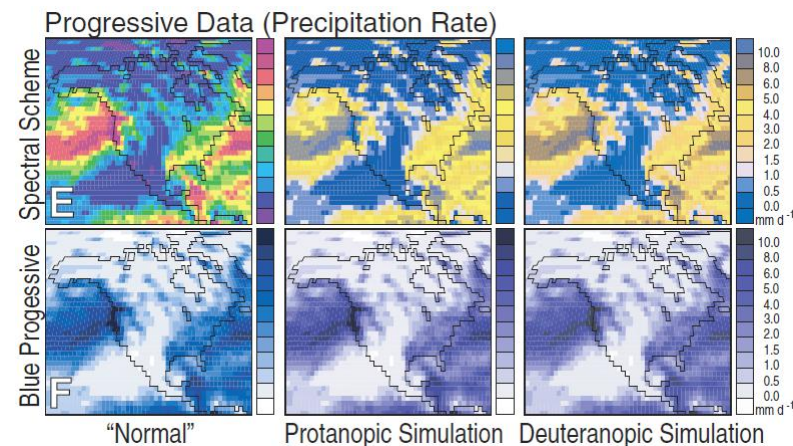 Progressive Data (Precipitation Rate)
Spectral Scheme
E
10.0
8.0
6.0
5.0
4.0
3.0
2.0
1.5
1.0
0.5
0.0
mm d-1
Blue Progessive
F
10.0
8.0
6.0
5.0
4.0
3.0
2.0
1.5
1.0
0.5
0.0
mm d-1
“Normal” Protanopic Simulation Deuteranopic Simulation